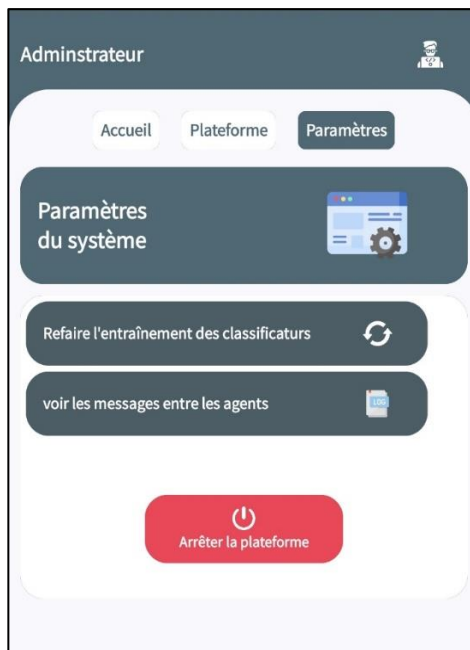 Adminstrateur
Accueil Plateforme Paramètres
Paramètres
du système
Refaire l'entraînement des classificaturs
voir les messages entre les agents
LOG
Arrêter la plateforme